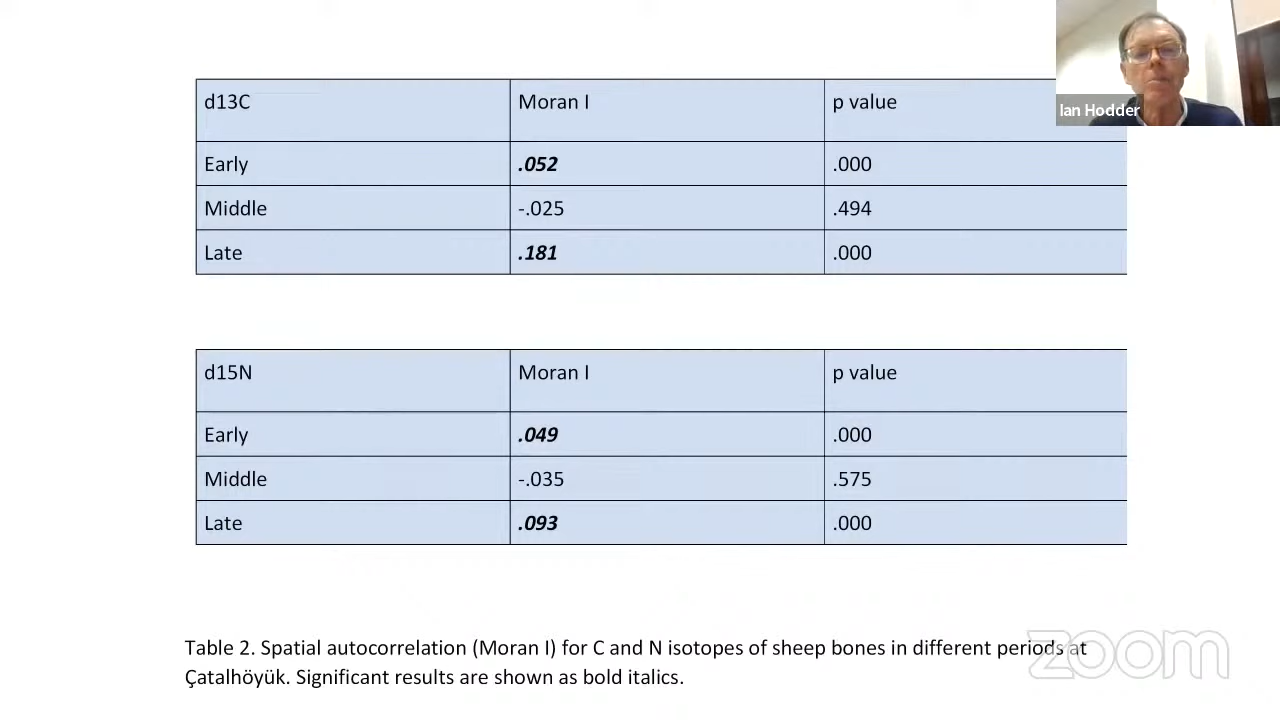 d13C Moran I p value
Ian Hodder
Early .052 .000
Middle -.025 .494
Late .181 .000
d15N Moran I p value
Early .049 .000
Middle -.035 .575
Late .093 .000
Table 2. Spatial autocorrelation (Moran I) for C and N isotopes of sheep bones in different periods at
Çatalhöyük. Significant results are shown as bold italics.
zoom